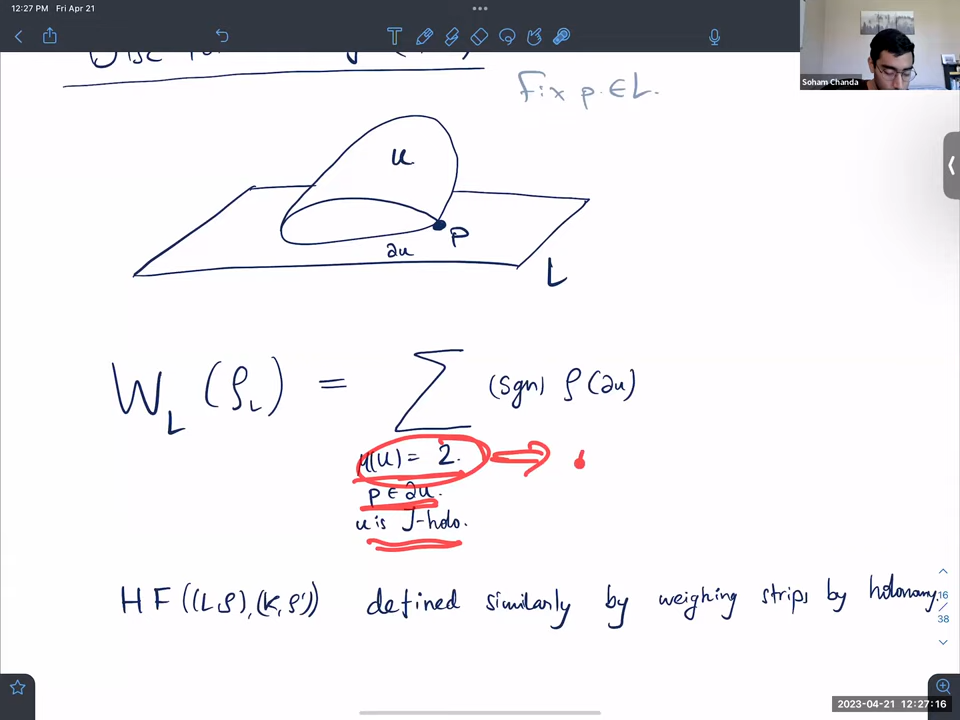 12:27 PM Fri Apr 21
Soham Chanda
Fix p ∈ L.
u
p
∂u
L
W_L (ρ_L) = Σ (sgn) ρ(∂u)
μ(u) = 2.
p ∈ ∂u.
u is J-holo.
HF((L,ρ),(K,ρ')) defined similarly by weighing strips by holonomy.
16
/
38
2023-04-21 12:27:16